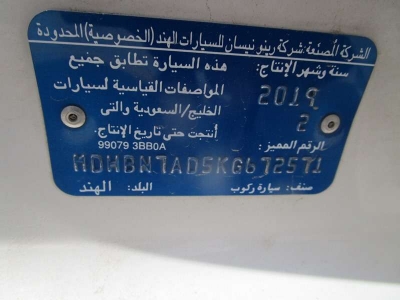 الشركة المصنعة: شركة رينو نيسان للسيارات الهند (الخصوصية) المحدودة
سنة وشهر الإنتاج: هذه السيارة تطابق جميع
2019 المواصفات القياسية لسيارات
2 الخليج/السعودية والتي
أنتجت حتى تاريخ الإنتاج.
الرقم المميز: 99079 3BB0A
MDHBN7AD5KG672571
صنف: سيارة ركوب البلد: الهند